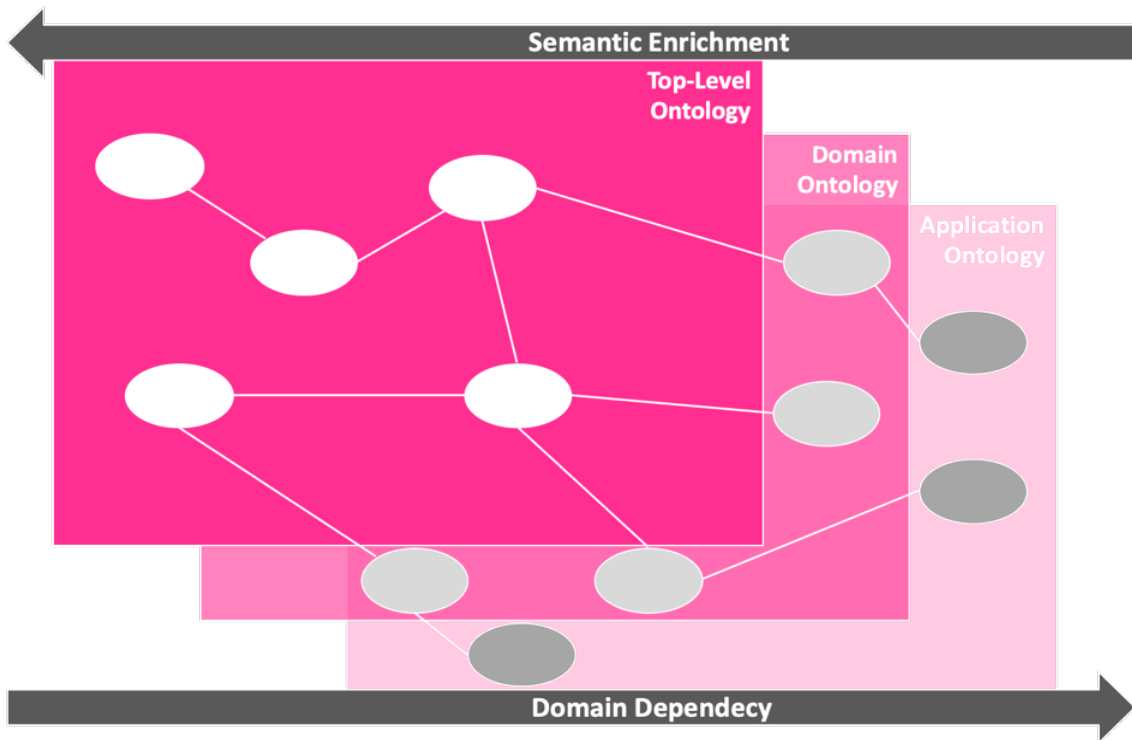 Semantic Enrichment
Top-Level
Ontology
Domain
Ontology
Application
Ontology
Domain Dependecy